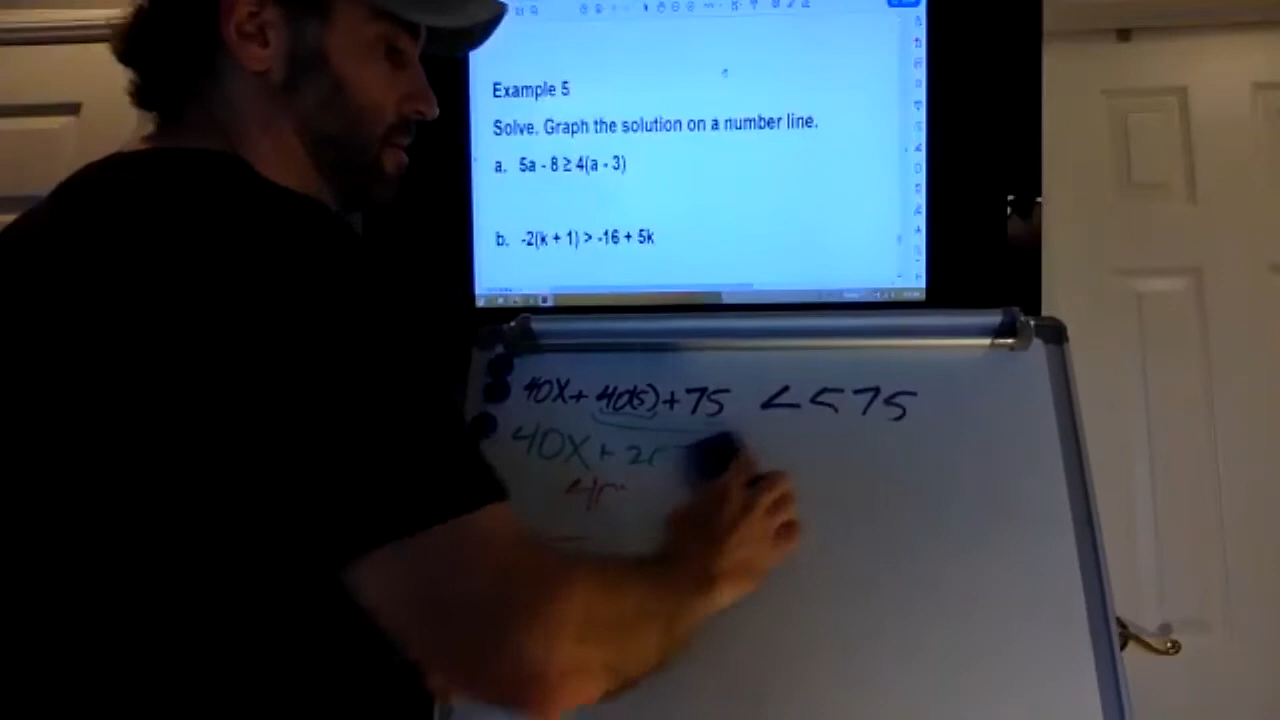 Example 5
Solve. Graph the solution on a number line.
a. 5a - 8 ≥ 4(a - 3)
b. -2(k + 1) > -16 + 5k
40X + 40(5) + 75 < 575
40X + 2